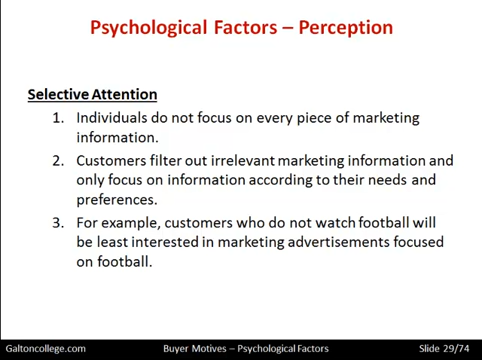 Psychological Factors – Perception
Selective Attention
1. Individuals do not focus on every piece of marketing
information.
2. Customers filter out irrelevant marketing information and
only focus on information according to their needs and
preferences.
3. For example, customers who do not watch football will
be least interested in marketing advertisements focused
on football.
Galtoncollege.com Buyer Motives – Psychological Factors Slide 29/74